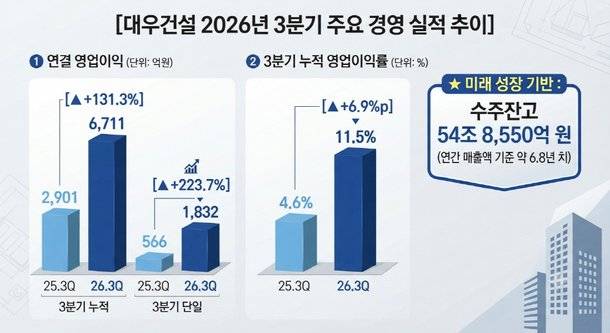 [대우건설 2026년 3분기 주요 경영 실적 추이]
1 연결 영업이익 (단위: 억원)
[▲+131.3%]
6,711
2,901
[▲+223.7%]
1,832
566
25.3Q 26.3Q 25.3Q 26.3Q
3분기 누적 3분기 단일
2 3분기 누적 영업이익률 (단위: %)
[▲+6.9%p]
11.5%
4.6%
25.3Q 26.3Q
★ 미래 성장 기반 :
수주잔고
54조 8,550억 원
(연간 매출액 기준 약 6.8년 치)